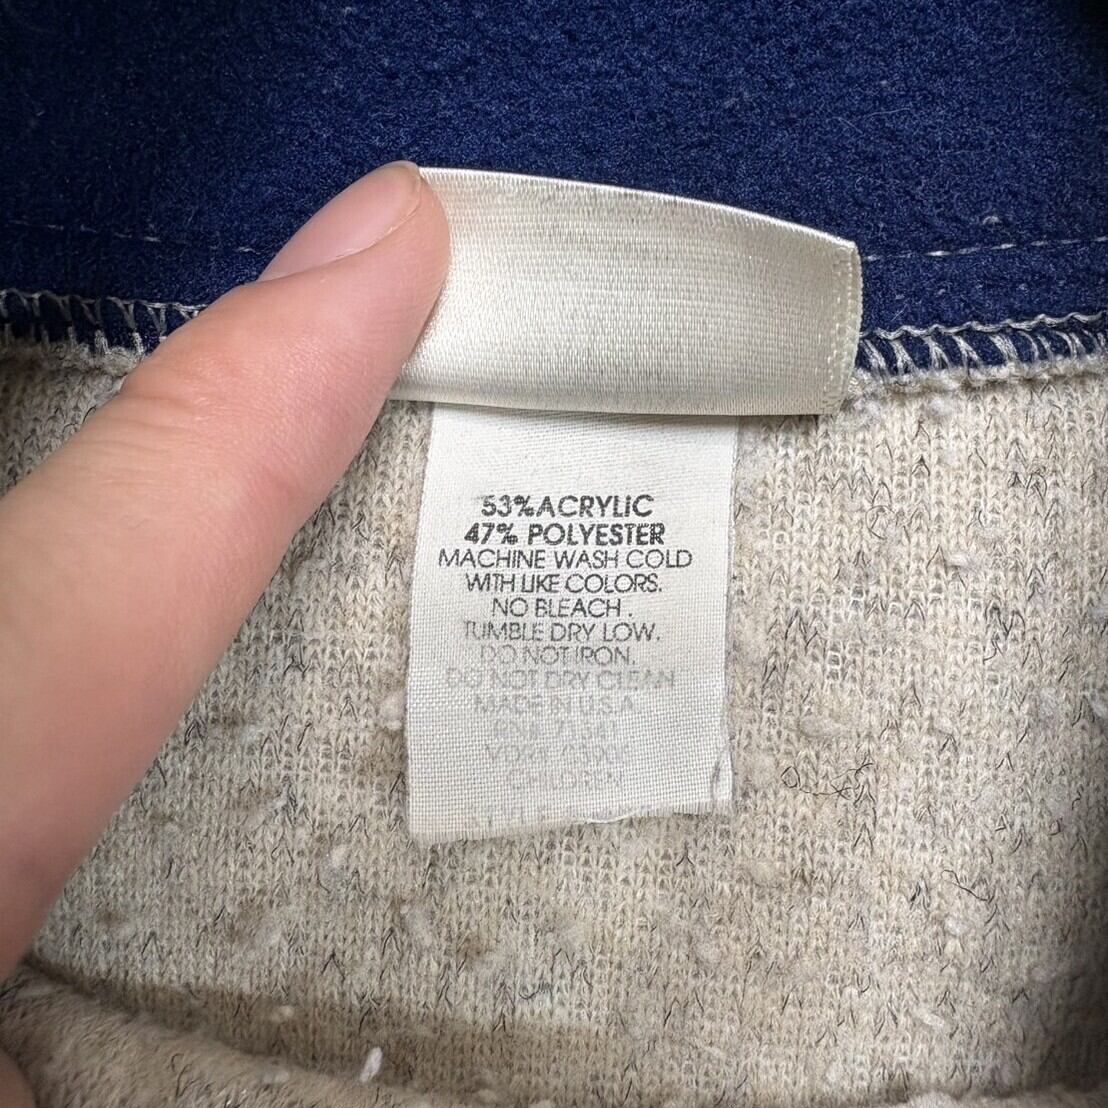 53%ACRYLIC
47% POLYESTER
MACHINE WASH COLD
WITH LIKE COLORS.
NO BLEACH .
TUMBLE DRY LOW.
DO NOT IRON.
DO NOT DRY CLEAN
MADE IN U.S.A.
CHILDREN